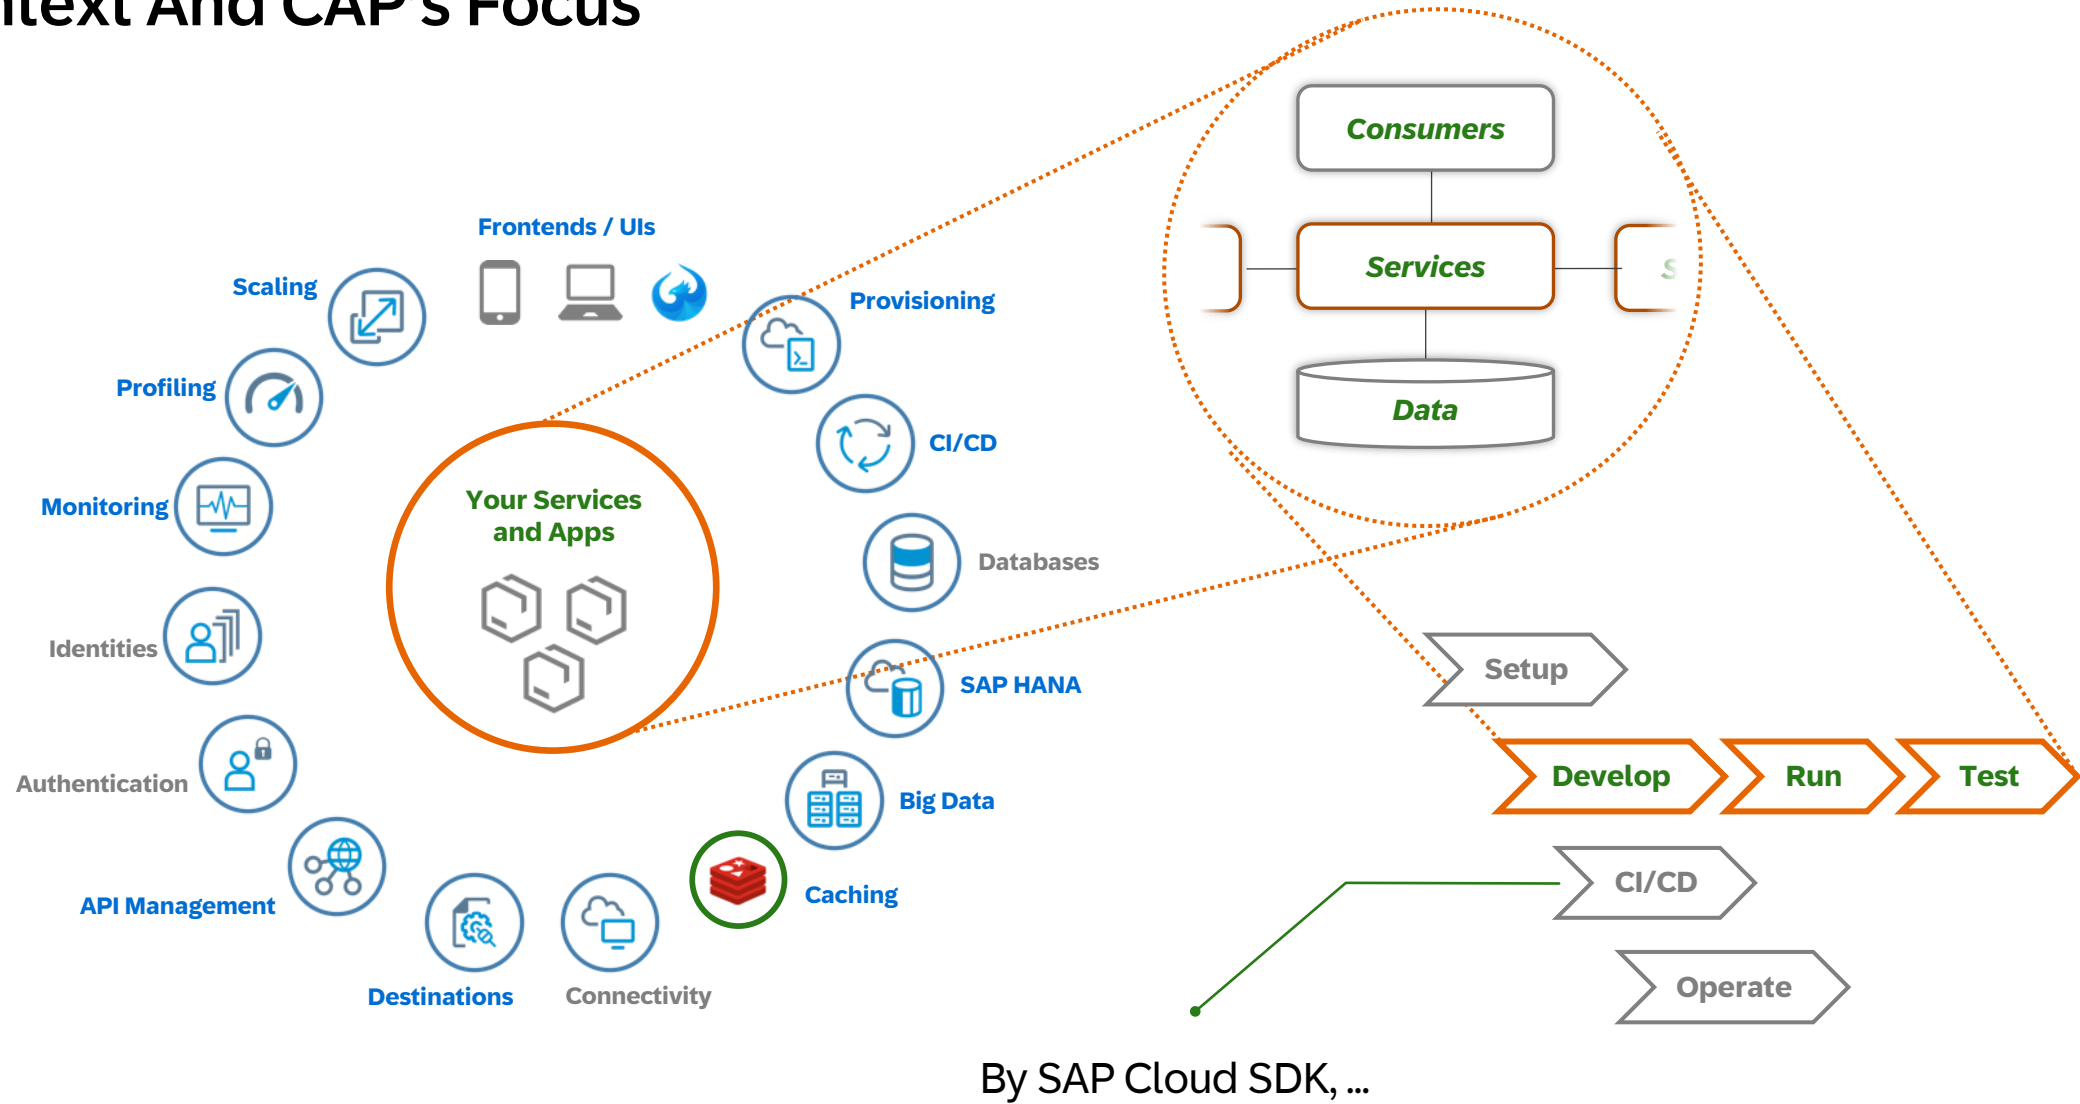 And CAP's Focus
Consumers
Services
Data
Frontends / UIs
Scaling
Provisioning
Profiling
CI/CD
Monitoring
Your Services
and Apps
Databases
Identities
SAP HANA
Authentication
Big Data
Caching
API Management
Destinations
Connectivity
Setup
Develop
Run
Test
CI/CD
Operate
By SAP Cloud SDK, ...